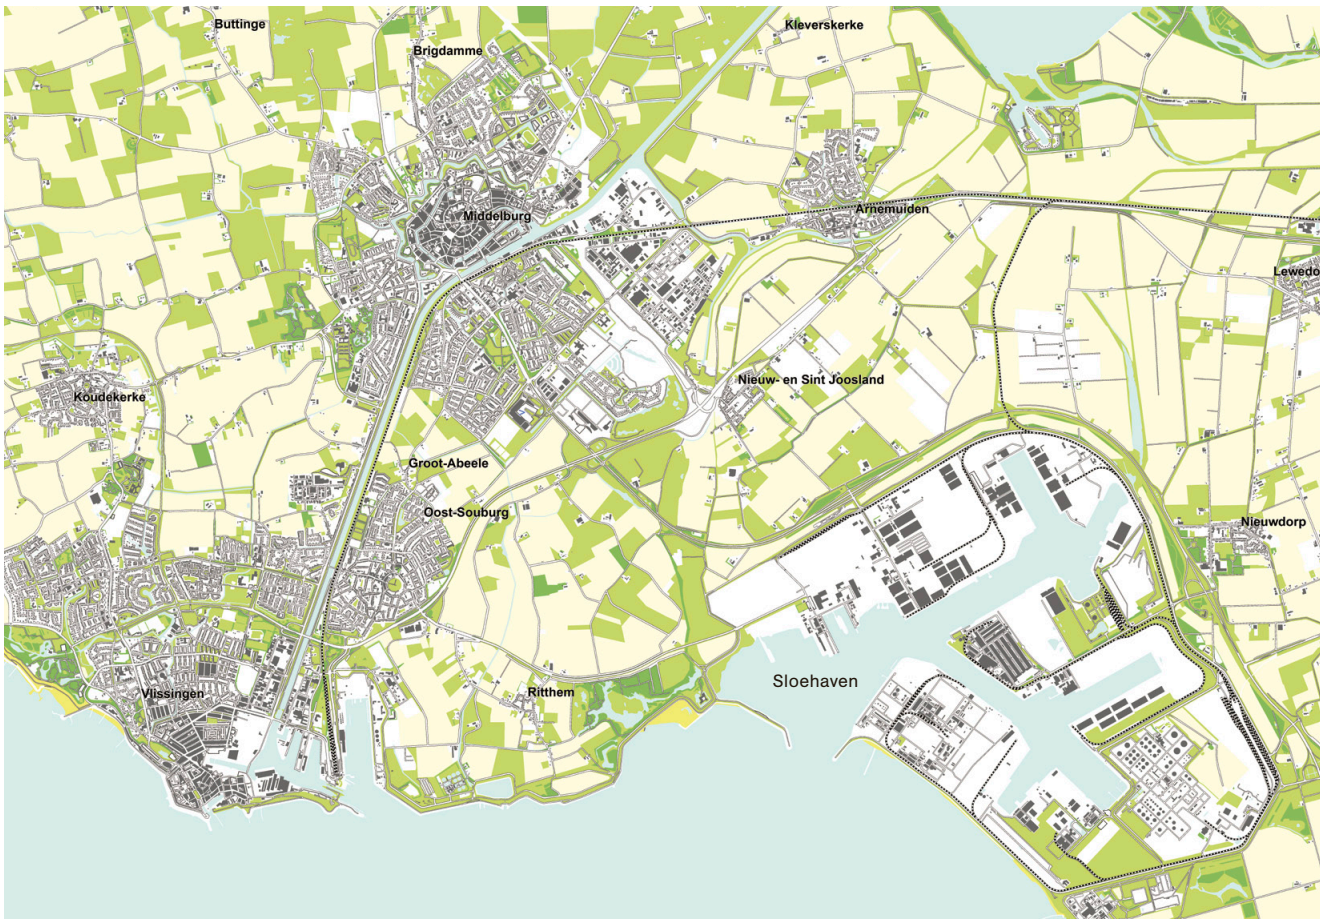 Buttinge
Kleverskerke
Brigdamme
Middelburg
Arnemuiden
Lewedo
Nieuw- en Sint Joosland
Koudekerke
Groot-Abeele
Oost-Souburg
Nieuwdorp
Sloehaven
Ritthem
Vlissingen